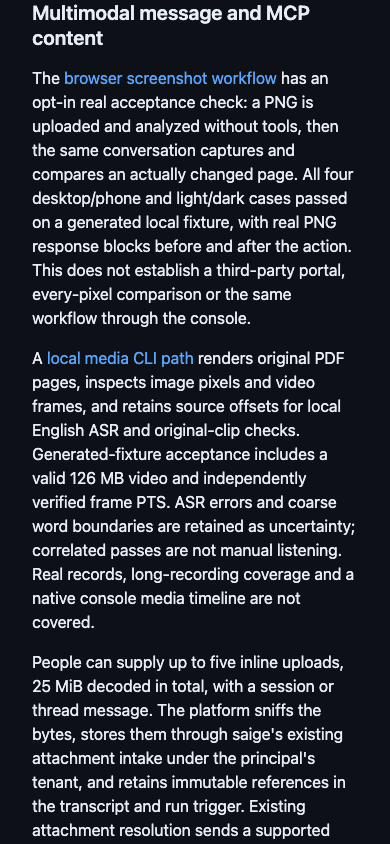 Multimodal message and MCP
content
The browser screenshot workflow has an
opt-in real acceptance check: a PNG is
uploaded and analyzed without tools, then
the same conversation captures and
compares an actually changed page. All four
desktop/phone and light/dark cases passed
on a generated local fixture, with real PNG
response blocks before and after the action.
This does not establish a third-party portal,
every-pixel comparison or the same
workflow through the console.
A local media CLI path renders original PDF
pages, inspects image pixels and video
frames, and retains source offsets for local
English ASR and original-clip checks.
Generated-fixture acceptance includes a
valid 126 MB video and independently
verified frame PTS. ASR errors and coarse
word boundaries are retained as uncertainty;
correlated passes are not manual listening.
Real records, long-recording coverage and a
native console media timeline are not
covered.
People can supply up to five inline uploads,
25 MiB decoded in total, with a session or
thread message. The platform sniffs the
bytes, stores them through saige's existing
attachment intake under the principal's
tenant, and retains immutable references in
the transcript and run trigger. Existing
attachment resolution sends a supported